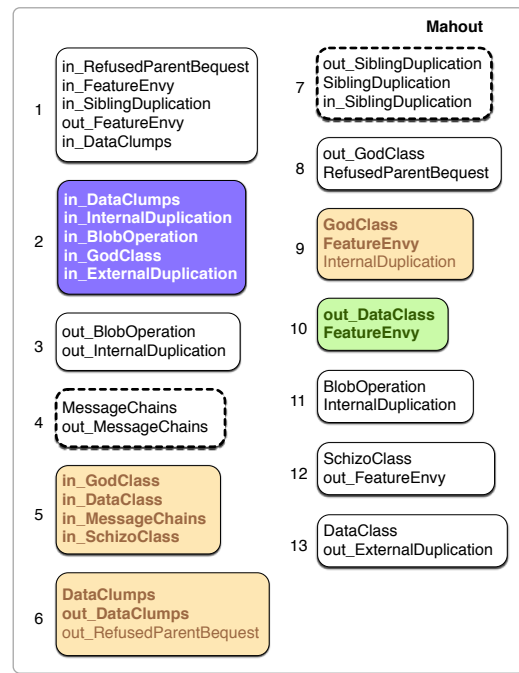 Mahout
1
in_RefusedParentBequest
in_FeatureEnvy
in_SiblingDuplication
out_FeatureEnvy
in_DataClumps
2
in_DataClumps
in_InternalDuplication
in_BlobOperation
in_GodClass
in_ExternalDuplication
3
out_BlobOperation
out_InternalDuplication
4
MessageChains
out_MessageChains
5
in_GodClass
in_DataClass
in_MessageChains
in_SchizoClass
6
DataClumps
out_DataClumps
out_RefusedParentBequest
7
out_SiblingDuplication
SiblingDuplication
in_SiblingDuplication
8
out_GodClass
RefusedParentBequest
9
GodClass
FeatureEnvy
InternalDuplication
10
out_DataClass
FeatureEnvy
11
BlobOperation
InternalDuplication
12
SchizoClass
out_FeatureEnvy
13
DataClass
out_ExternalDuplication